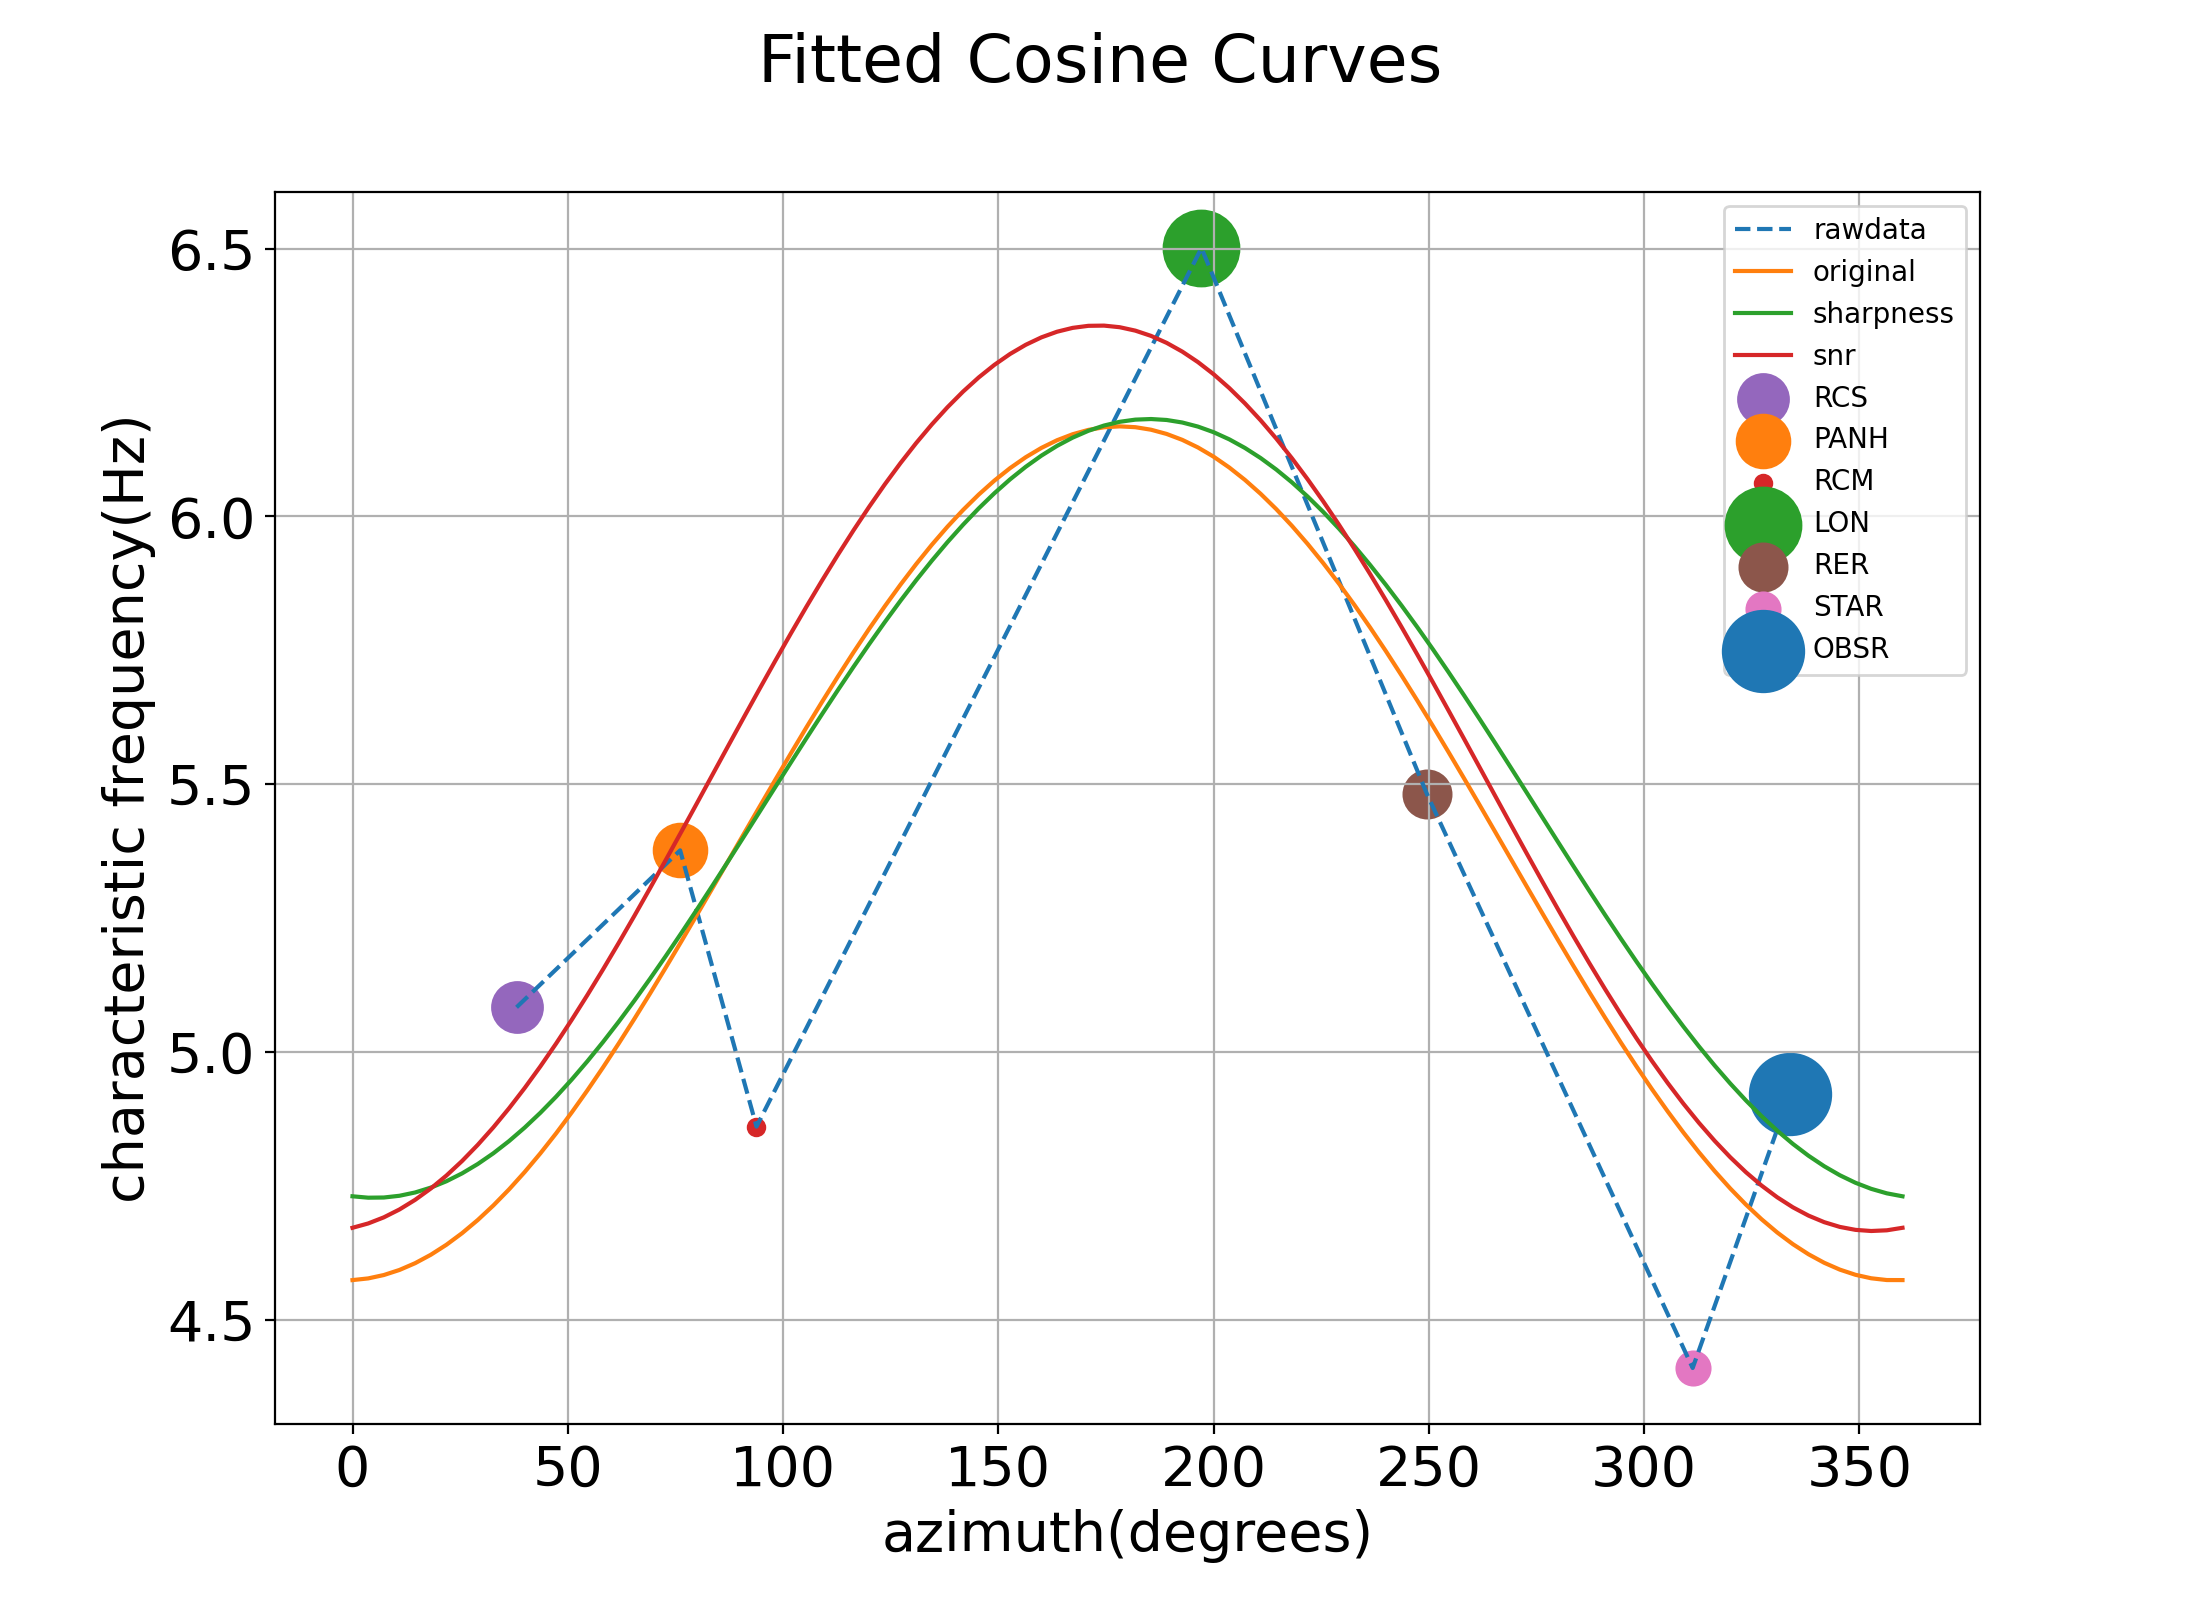 Fitted Cosine Curves
6.5
6.0
5.5
5.0
4.5
characteristic frequency(Hz)
rawdata
original
sharpness
snr
RCS
PANH
RCM
LON
RER
STAR
OBSR
0 50 100 150 200 250 300 350
azimuth(degrees)